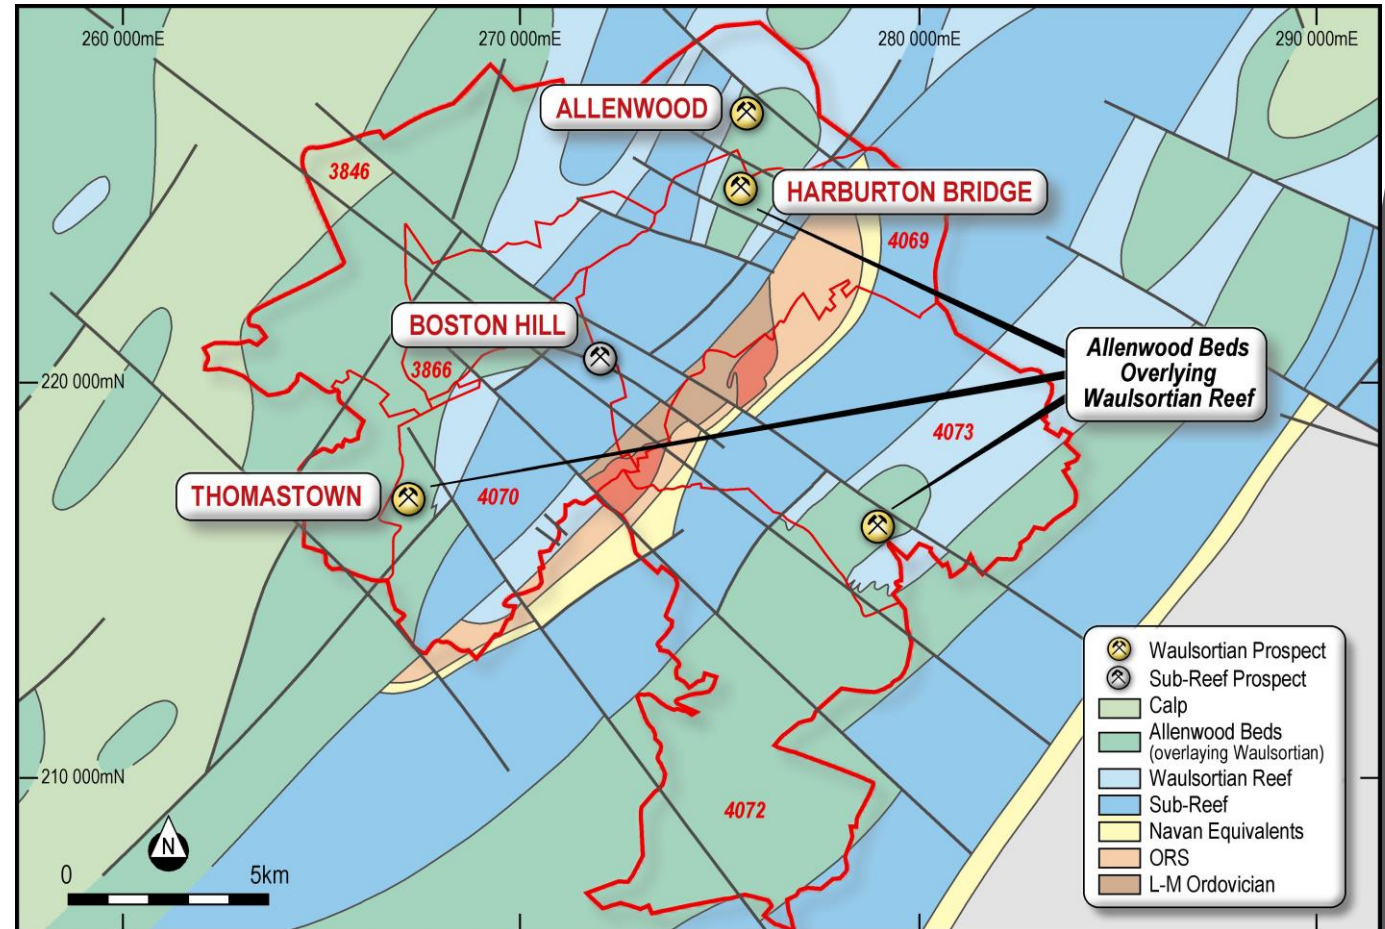 260 000mE
270 000mE
280 000mE
290 000mE
ALLENWOOD
3846
HARBURTON BRIDGE
4069
BOSTON HILL
3866
220 000mN
Allenwood Beds
Overlying
Waulsortian Reef
4073
THOMASTOWN
4070
210 000mN
4072
N
0
5km
Waulsortian Prospect
Sub-Reef Prospect
Calp
Allenwood Beds
(overlaying Waulsortian)
Waulsortian Reef
Sub-Reef
Navan Equivalents
ORS
L-M Ordovician